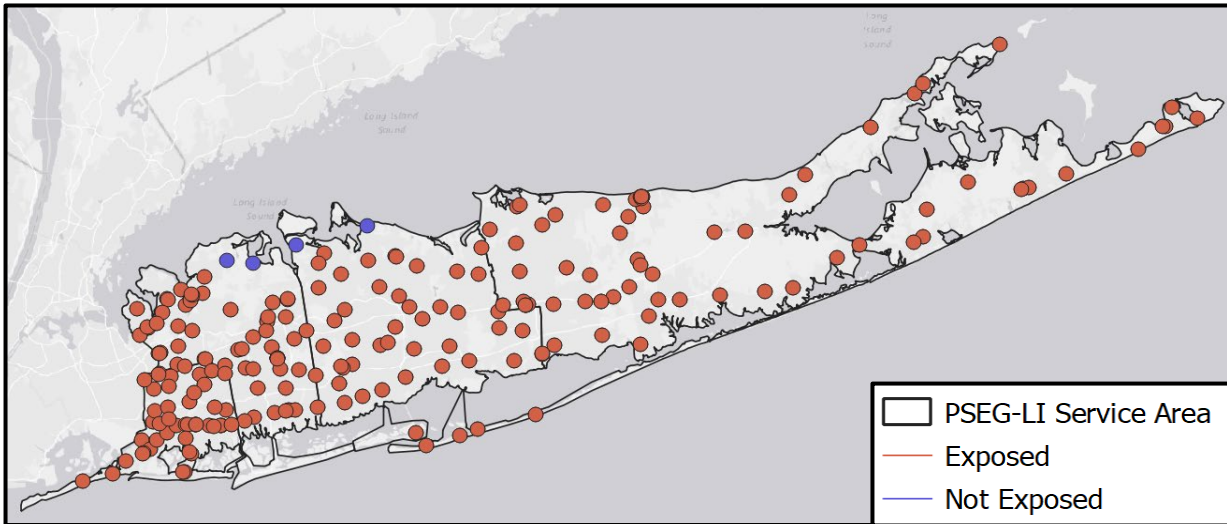 Long
Island
Sound
Long Island
Sound
Long Island
Sound
PSEG-LI Service Area
Exposed
Not Exposed